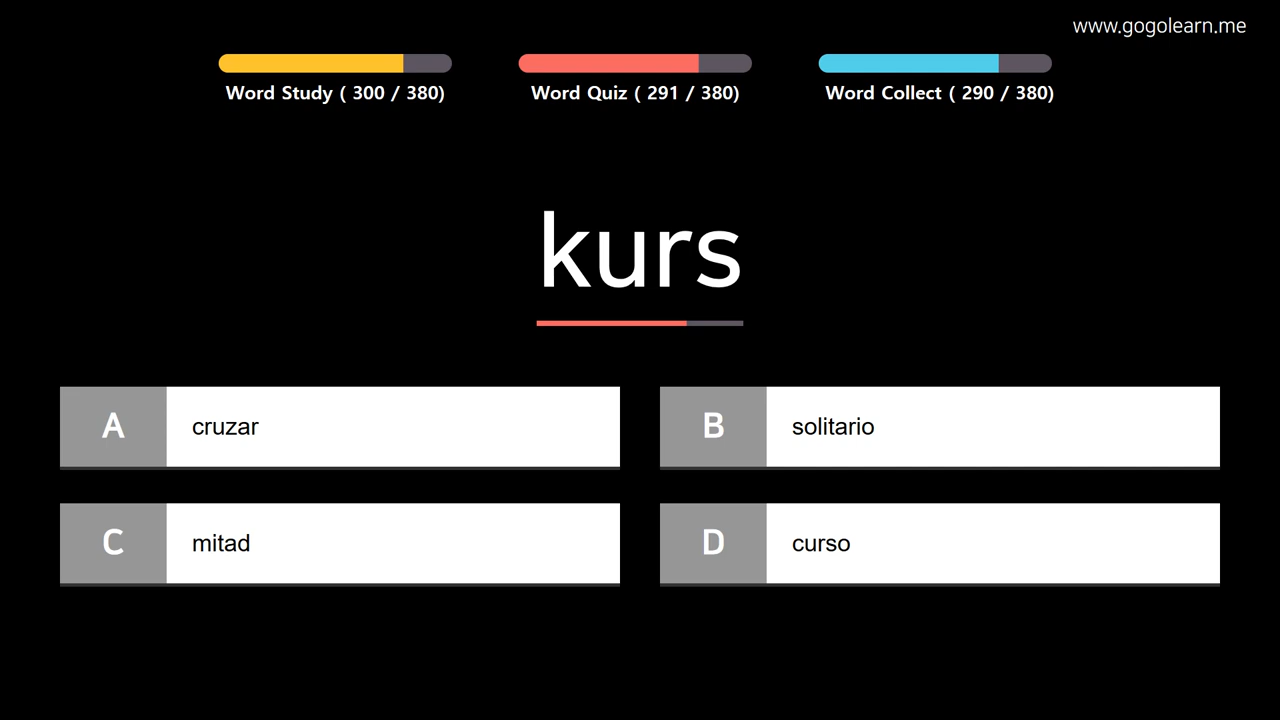 www.gogolearn.me
Word Study ( 300 / 380)
Word Quiz ( 291 / 380)
Word Collect ( 290 / 380)
kurs
A cruzar
B solitario
C mitad
D curso